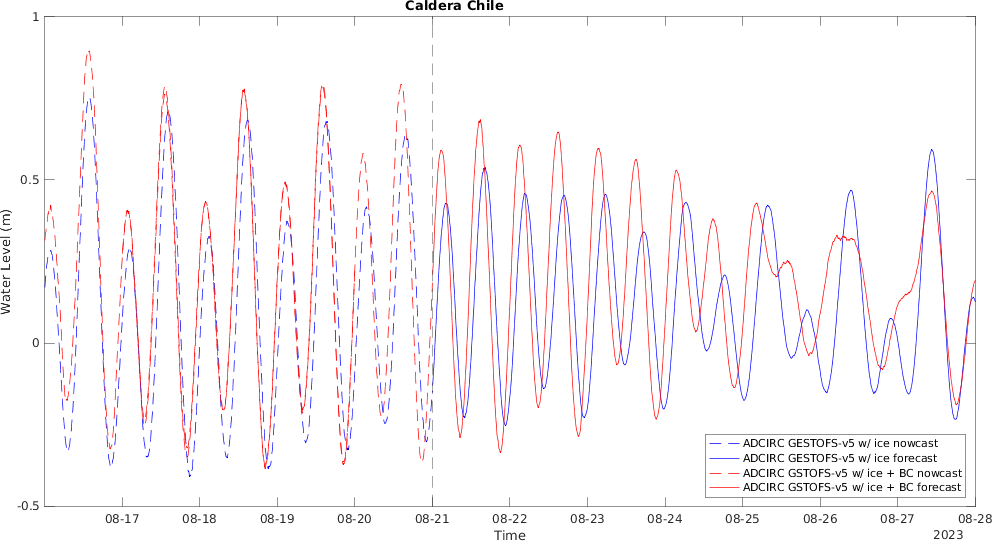 Caldera Chile
Water Level (m)
1
0.5
0
-0.5
08-17
08-18
08-19
08-20
08-21
08-22
08-23
08-24
08-25
08-26
08-27
08-28
Time
2023
ADCIRC GESTOFS-v5 w/ ice nowcast
ADCIRC GESTOFS-v5 w/ ice forecast
ADCIRC GSTOFS-v5 w/ ice + BC nowcast
ADCIRC GSTOFS-v5 w/ ice + BC forecast